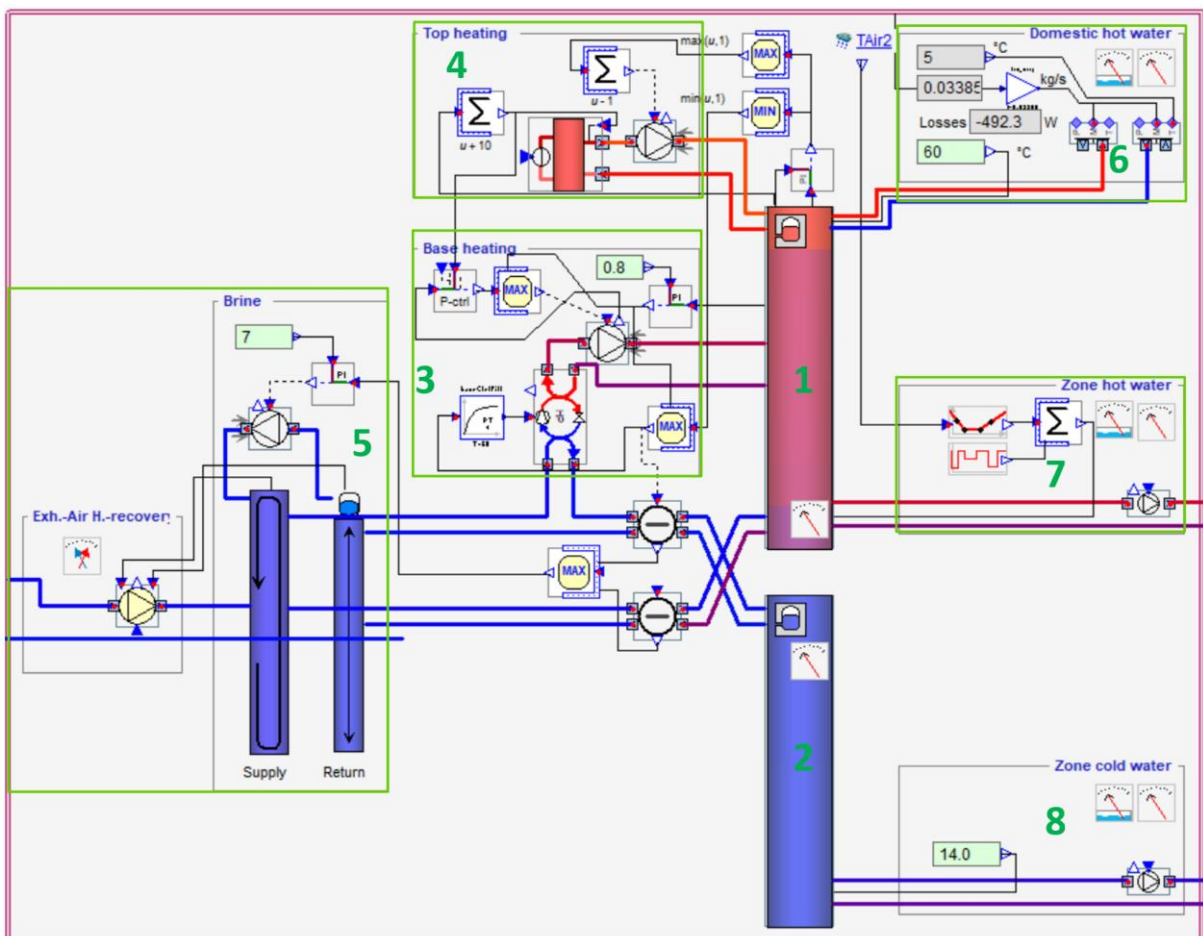 Top heating
4
Σ
u - 1
max(u,1)
MAX
TAir2
Domestic hot water
5
°C
0.03385
kg/s
Losses -492.3 W
60
°C
P M T
P M T
6
Σ
u + 10
min(u,1)
MIN
PI
Base heating
P-ctrl
MAX
0.8
PI
3
MAX
1
Brine
7
PI
5
Zone hot water
Σ
7
Exh.-Air H.-recovery
MAX
Supply
Return
2
Zone cold water
8
14.0